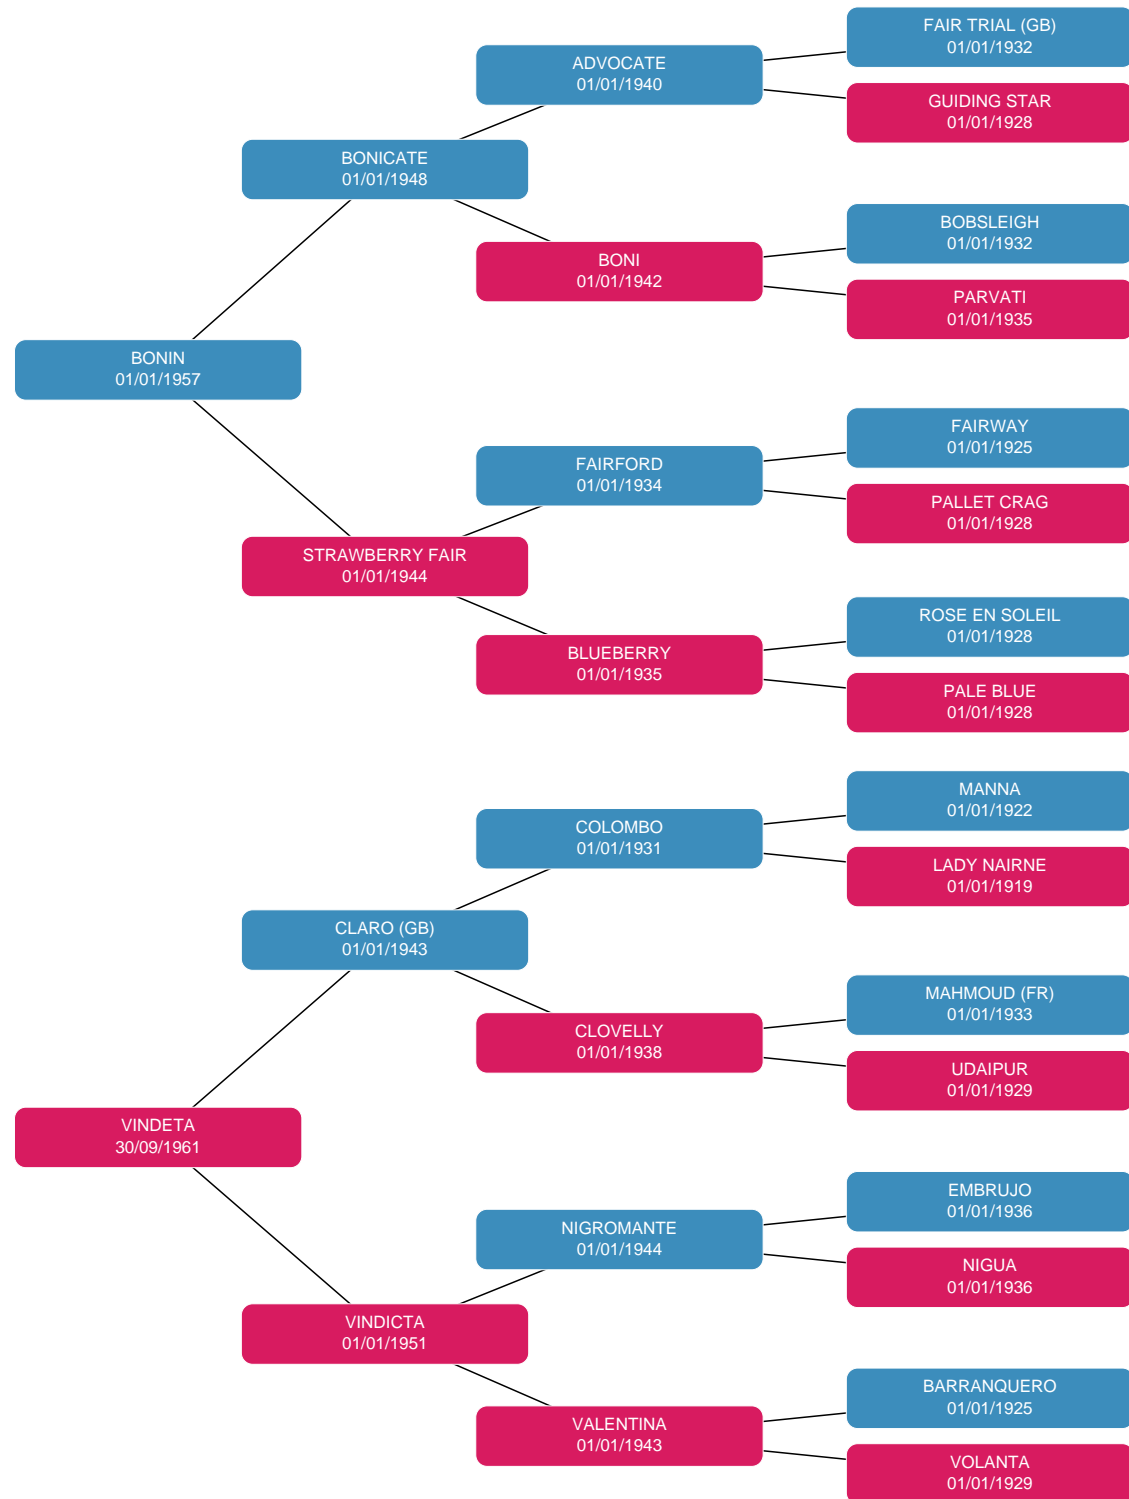 FAIR TRIAL (GB)
01/01/1932
ADVOCATE
01/01/1940
GUIDING STAR
01/01/1928
BONICATE
01/01/1948
BOBSLEIGH
01/01/1932
BONI
01/01/1942
PARVATI
01/01/1935
BONIN
01/01/1957
FAIRWAY
01/01/1925
FAIRFORD
01/01/1934
PALLET CRAG
01/01/1928
STRAWBERRY FAIR
01/01/1944
ROSE EN SOLEIL
01/01/1928
BLUEBERRY
01/01/1935
PALE BLUE
01/01/1928
MANNA
01/01/1922
COLOMBO
01/01/1931
LADY NAIRNE
01/01/1919
CLARO (GB)
01/01/1943
MAHMOUD (FR)
01/01/1933
CLOVELLY
01/01/1938
UDAIPUR
01/01/1929
VINDETA
30/09/1961
EMBRUJO
01/01/1936
NIGROMANTE
01/01/1944
NIGUA
01/01/1936
VINDICTA
01/01/1951
BARRANQUERO
01/01/1925
VALENTINA
01/01/1943
VOLANTA
01/01/1929